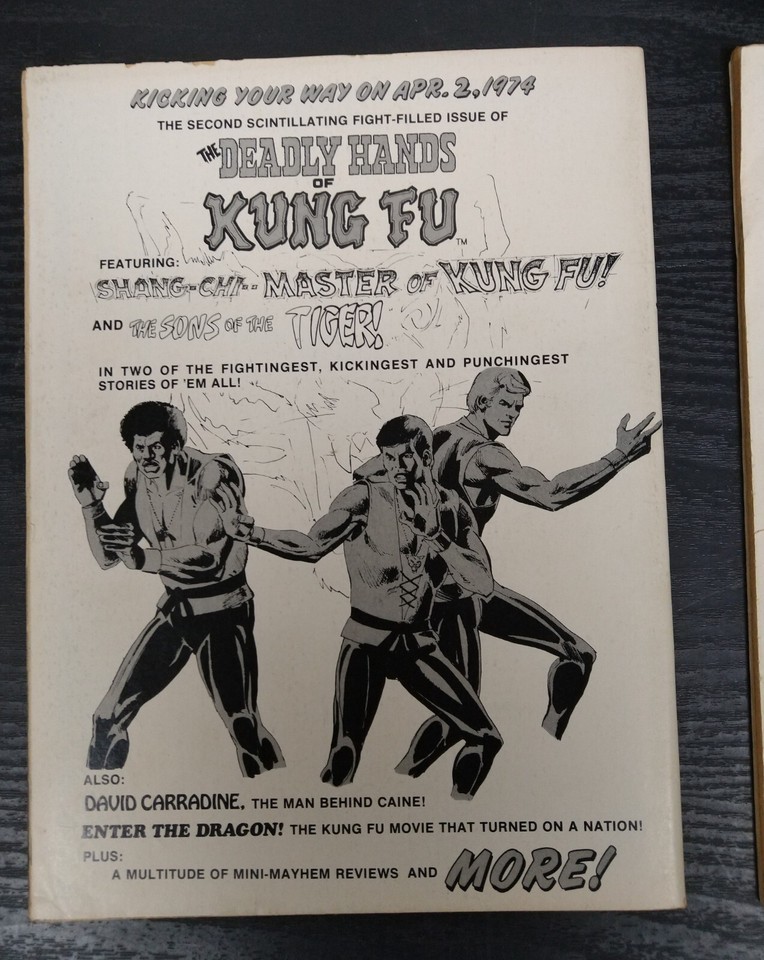 KICKING YOUR WAY ON APR. 2, 1974
THE SECOND SCINTILLATING FIGHT-FILLED ISSUE OF
THE DEADLY HANDS
OF
KUNG FU™
FEATURING:
SHANG-CHI-- MASTER OF KUNG FU!
AND THE SONS OF THE TIGER!
IN TWO OF THE FIGHTINGEST, KICKINGEST AND PUNCHINGEST
STORIES OF 'EM ALL!
ALSO:
DAVID CARRADINE, THE MAN BEHIND CAINE!
ENTER THE DRAGON! THE KUNG FU MOVIE THAT TURNED ON A NATION!
PLUS:
A MULTITUDE OF MINI-MAYHEM REVIEWS AND MORE!